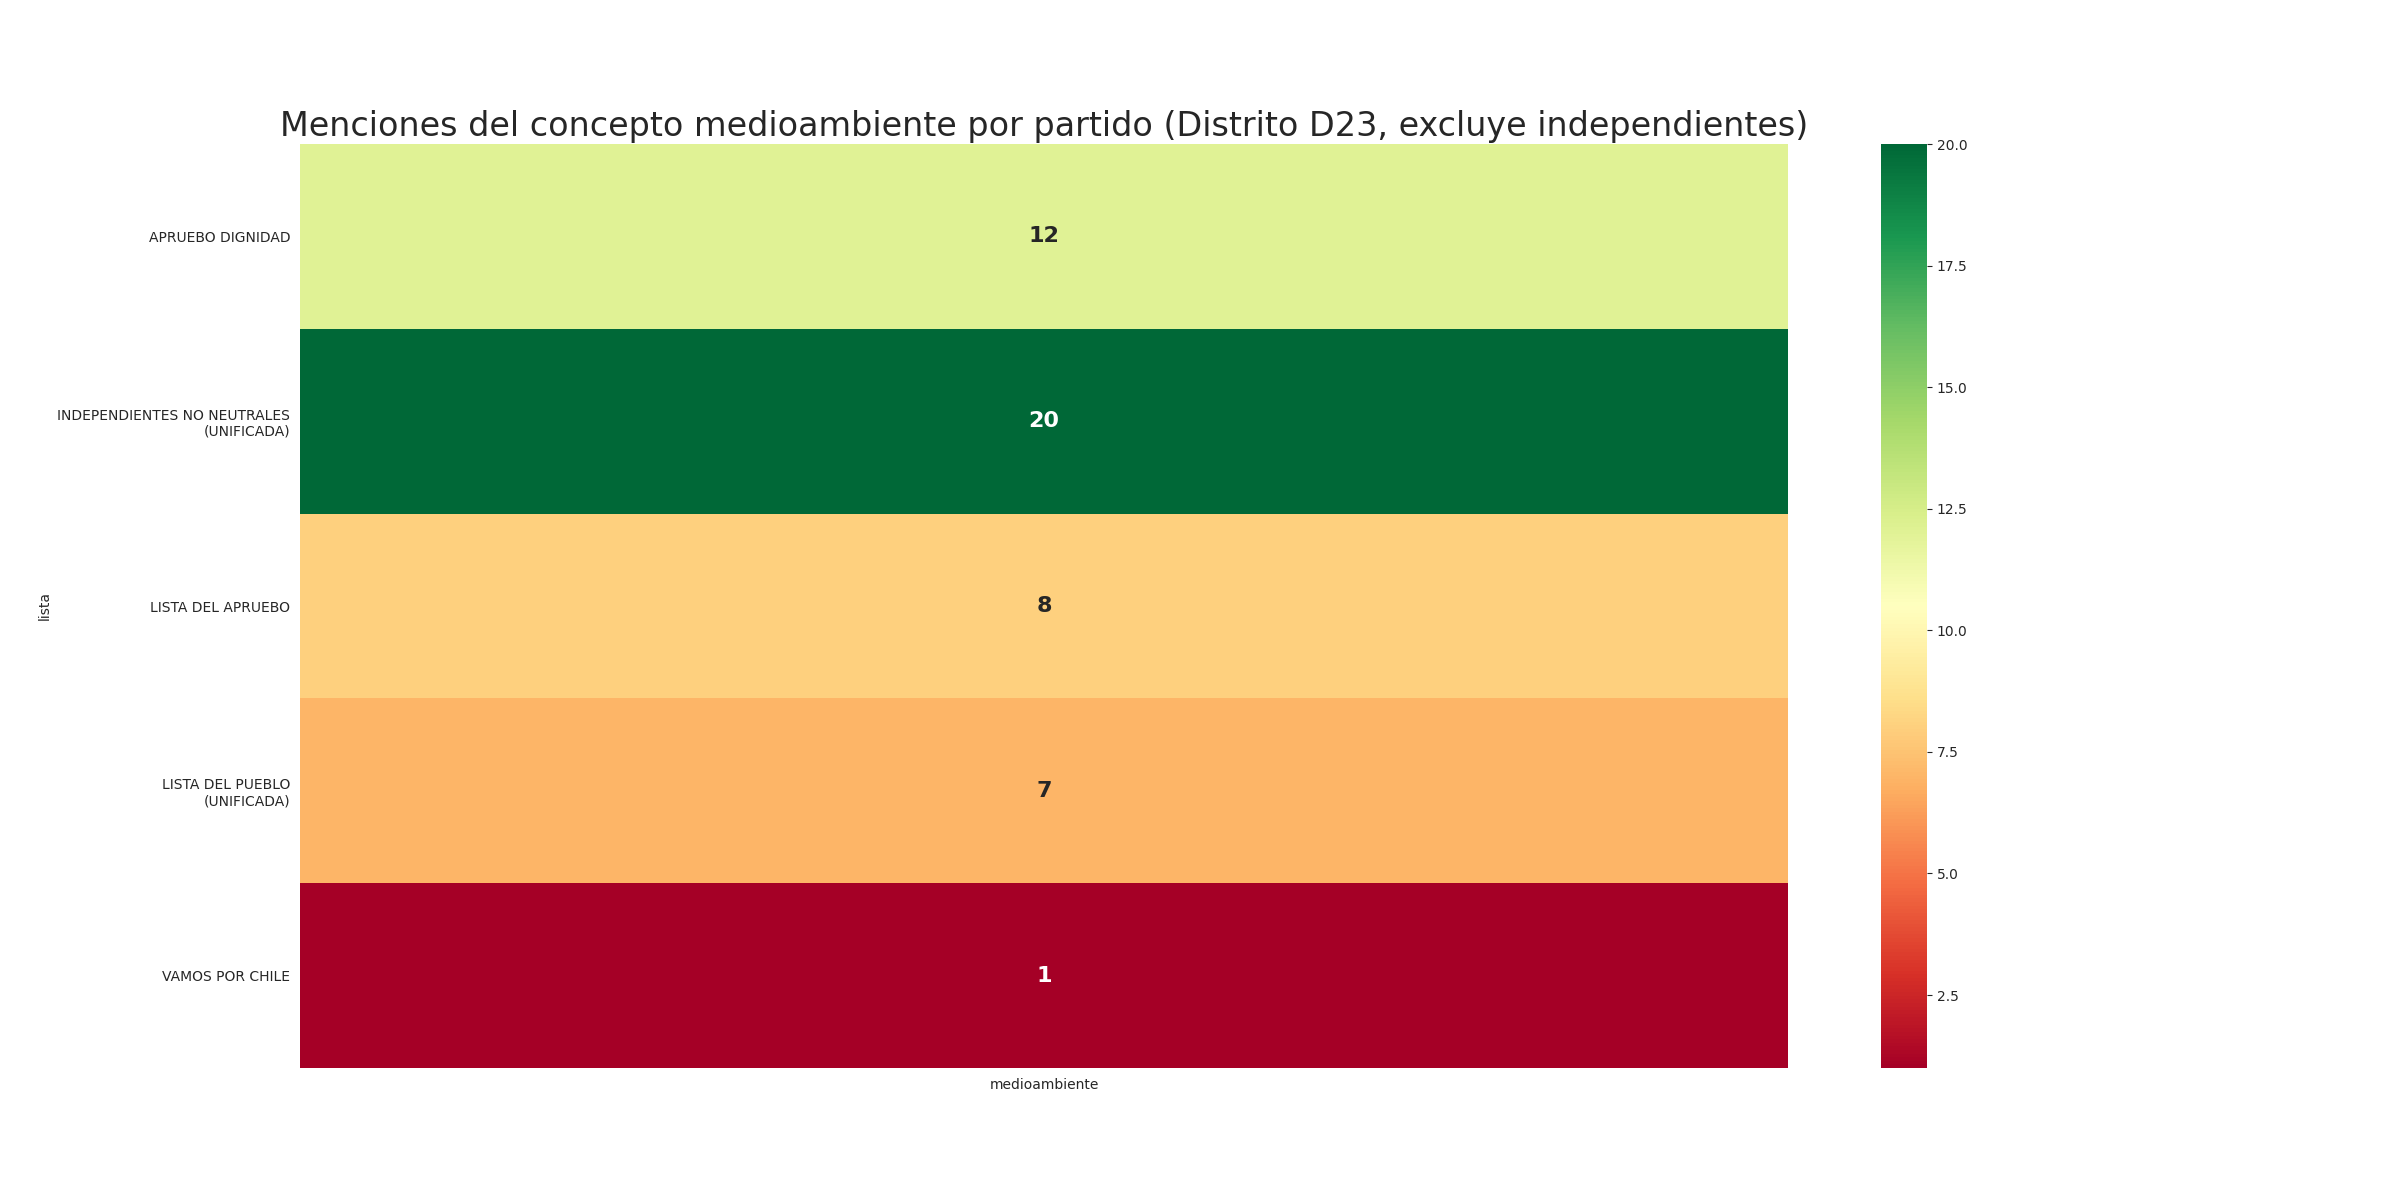 Menciones del concepto medioambiente por partido (Distrito D23, excluye independientes)
APRUEBO DIGNIDAD
12
INDEPENDIENTES NO NEUTRALES
(UNIFICADA)
20
LISTA DEL APRUEBO
8
LISTA DEL PUEBLO
(UNIFICADA)
7
VAMOS POR CHILE
1
lista
medioambiente
20.0
17.5
15.0
12.5
10.0
7.5
5.0
2.5